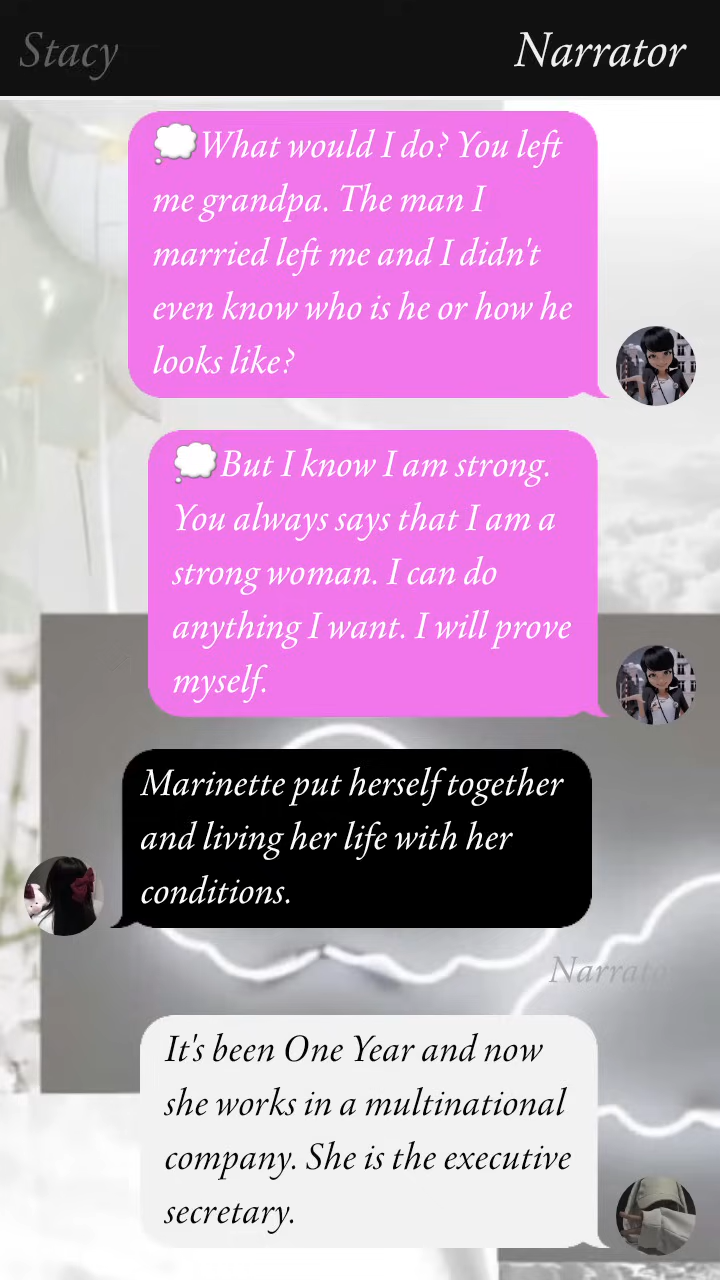 Stacy
Narrator
💭What would I do? You left
me grandpa. The man I
married left me and I didn't
even know who is he or how he
looks like?
💭But I know I am strong.
You always says that I am a
strong woman. I can do
anything I want. I will prove
myself.
Marinette put herself together
and living her life with her
conditions.
Narrator
It's been One Year and now
she works in a multinational
company. She is the executive
secretary.